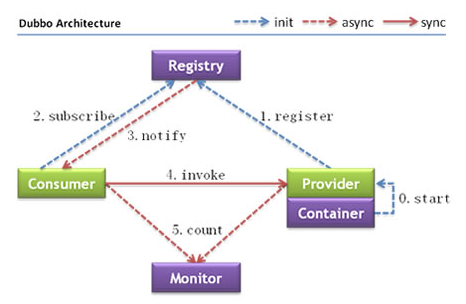 Dubbo Architecture
init
async
sync
Registry
2. subscribe
1. register
3. notify
Consumer
4. invoke
Provider
Container
0. start
5. count
Monitor